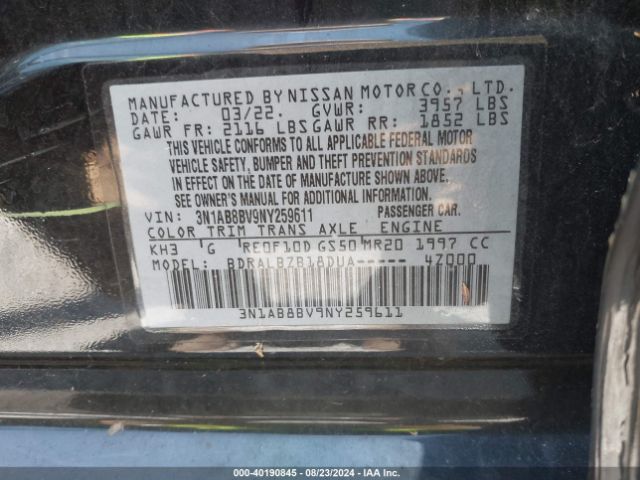 MANUFACTURED BY NISSAN MOTOR CO., LTD.
DATE: 03/22. GVWR: 3957 LBS
GAWR FR: 2116 LBS GAWR RR: 1852 LBS
THIS VEHICLE CONFORMS TO ALL APPLICABLE FEDERAL MOTOR
VEHICLE SAFETY, BUMPER AND THEFT PREVENTION STANDARDS
IN EFFECT ON THE DATE OF MANUFACTURE SHOWN ABOVE.
SEE OWNER'S MANUAL FOR ADDITIONAL INFORMATION.
VIN: 3N1AB8BV9NY259611 PASSENGER CAR.
COLOR TRIM TRANS AXLE ENGINE
KH3 G RE0F10D GS50 MR20 1997 CC
MODEL: BDRALBZB18DUA----- 4Z000
3N1AB8BV9NY259611
000-40190845 - 08/23/2024 - IAA Inc.